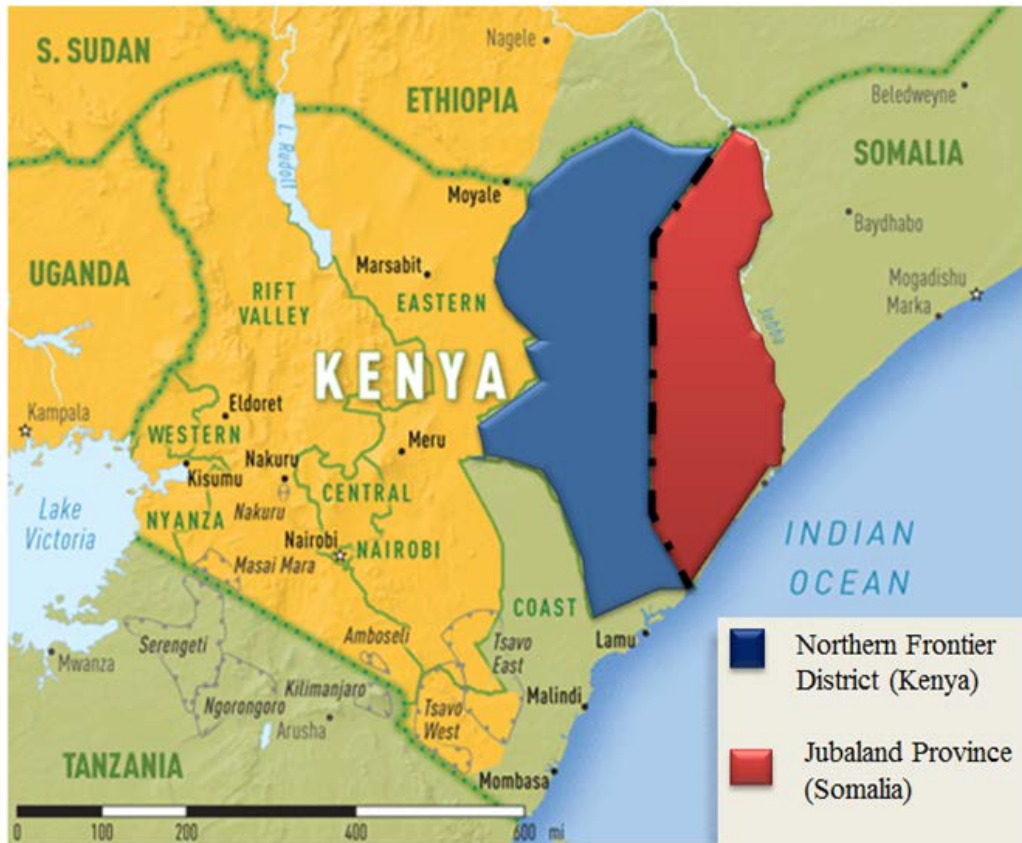 S. SUDAN
Nagele
ETHIOPIA
Beledweyne
SOMALIA
L. Rudolf
Moyale
Baydhabo
UGANDA
Marsabit
RIFT
VALLEY
EASTERN
Mogadishu
Marka
Jubba
KENYA
Kampala
Eldoret
WESTERN
Meru
Kisumu
Nakuru
CENTRAL
Lake
Victoria
NYANZA
Nakuru
Nairobi
NAIROBI
Masai Mara
INDIAN
OCEAN
COAST
Serengeti
Amboseli
Tsavo
East
Lamu
Mwanza
Kilimanjaro
Ngorongoro
Arusha
Tsavo
West
Malindi
TANZANIA
Mombasa
0 100 200 400 600 mi
Northern Frontier
District (Kenya)
Jubaland Province
(Somalia)